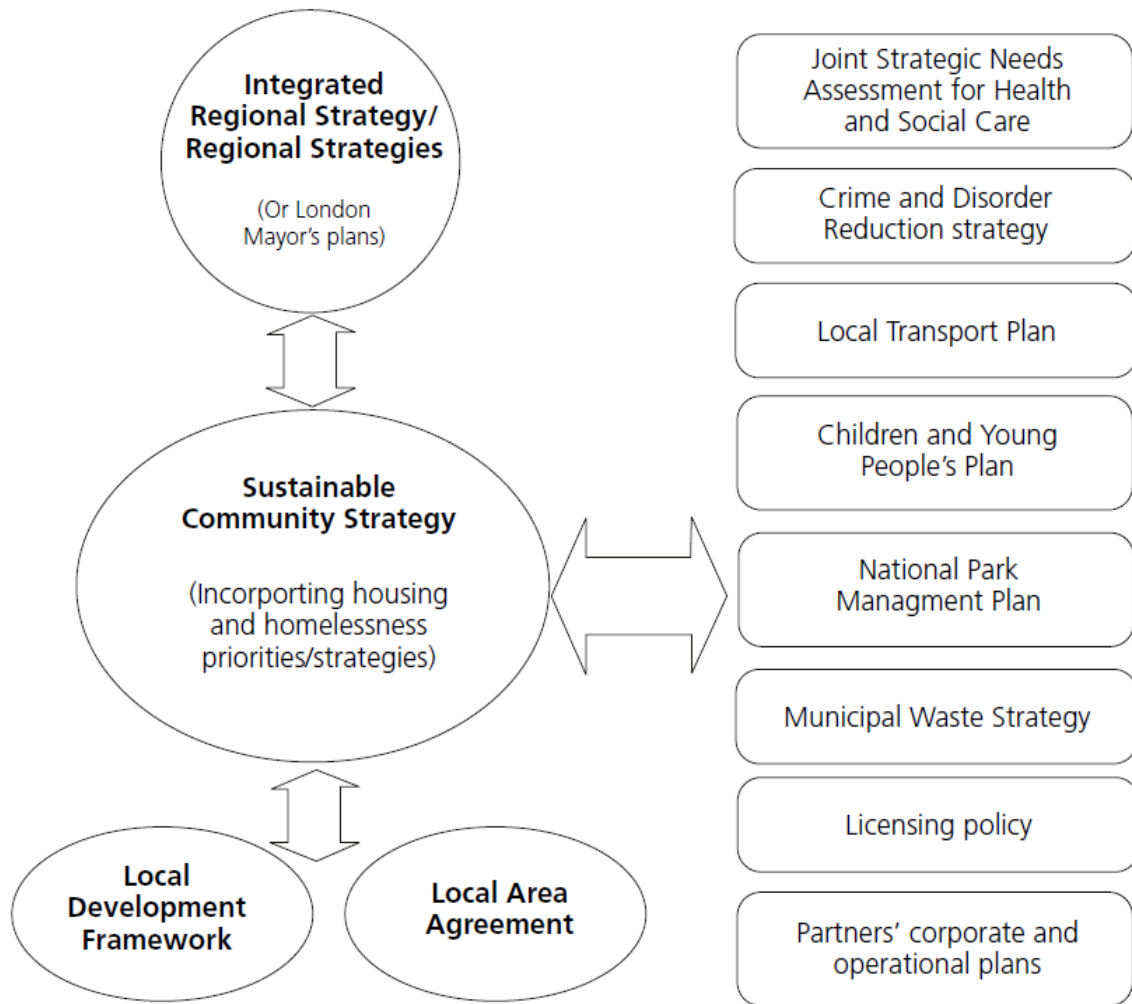 Integrated
Regional Strategy/
Regional Strategies
(Or London
Mayor’s plans)
Sustainable
Community Strategy
(Incorporating housing
and homelessness
priorities/strategies)
Local
Development
Framework
Local Area
Agreement
Joint Strategic Needs
Assessment for Health
and Social Care
Crime and Disorder
Reduction strategy
Local Transport Plan
Children and Young
People’s Plan
National Park
Managment Plan
Municipal Waste Strategy
Licensing policy
Partners’ corporate and
operational plans